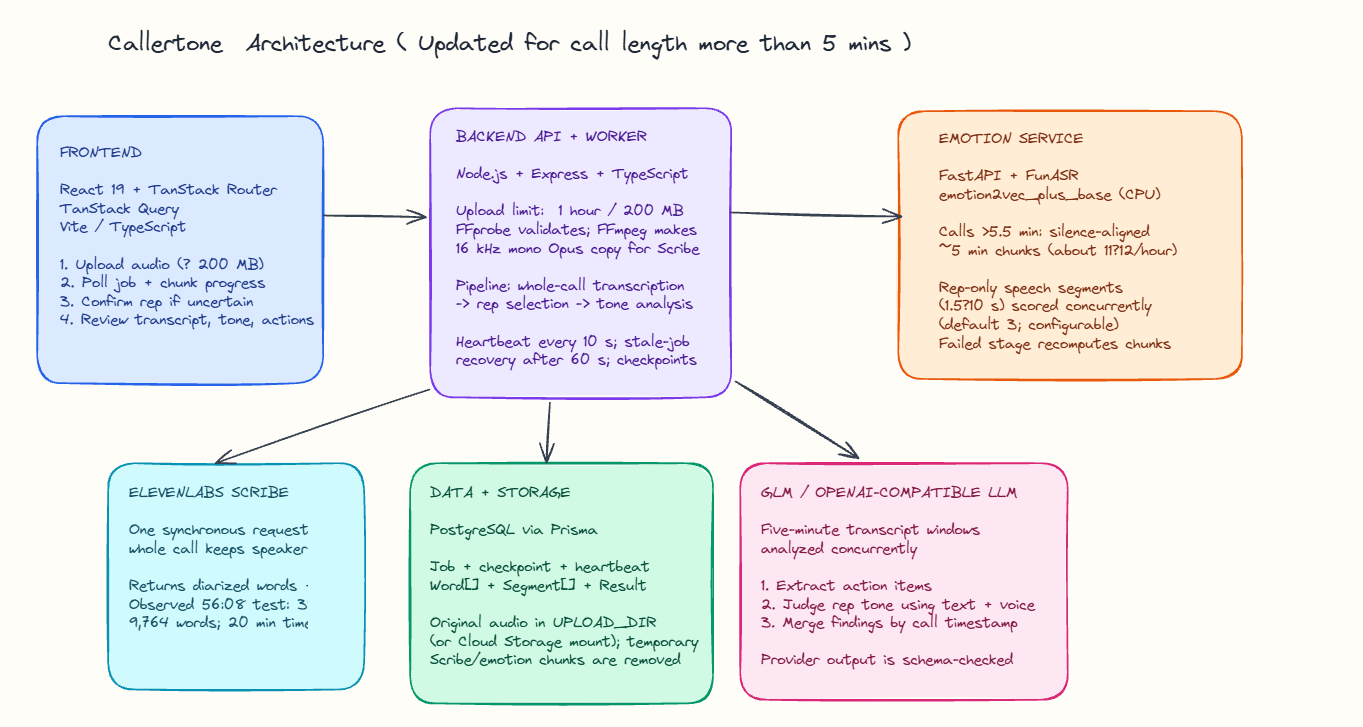 Callertone Architecture ( Updated for call length more than 5 mins )
FRONTEND
React 19 + TanStack Router
TanStack Query
Vite / TypeScript
1. Upload audio (? 200 MB)
2. Poll job + chunk progress
3. Confirm rep if uncertain
4. Review transcript, tone, actions
BACKEND API + WORKER
Node.js + Express + TypeScript
Upload limit: 1 hour / 200 MB
FFprobe validates; FFmpeg makes
16 kHz mono Opus copy for Scribe
Pipeline: whole-call transcription
-> rep selection -> tone analysis
Heartbeat every 10 s; stale-job
recovery after 60 s; checkpoints
EMOTION SERVICE
FastAPI + FunASR
emotion2vec_plus_base (CPU)
Calls >5.5 min: silence-aligned
~5 min chunks (about 11?12/hour)
Rep-only speech segments
(1.5?10 s) scored concurrently
(default 3; configurable)
Failed stage recomputes chunks
ELEVENLABS SCRIBE
One synchronous request
whole call keeps speaker
Returns diarized words
Observed 56:08 test: 3
9,764 words; 20 min time
DATA + STORAGE
PostgreSQL via Prisma
Job + checkpoint + heartbeat
Word[] + Segment[] + Result
Original audio in UPLOAD_DIR
(or Cloud Storage mount); temporary
Scribe/emotion chunks are removed
GLM / OPENAI-COMPATIBLE LLM
Five-minute transcript windows
analyzed concurrently
1. Extract action items
2. Judge rep tone using text + voice
3. Merge findings by call timestamp
Provider output is schema-checked